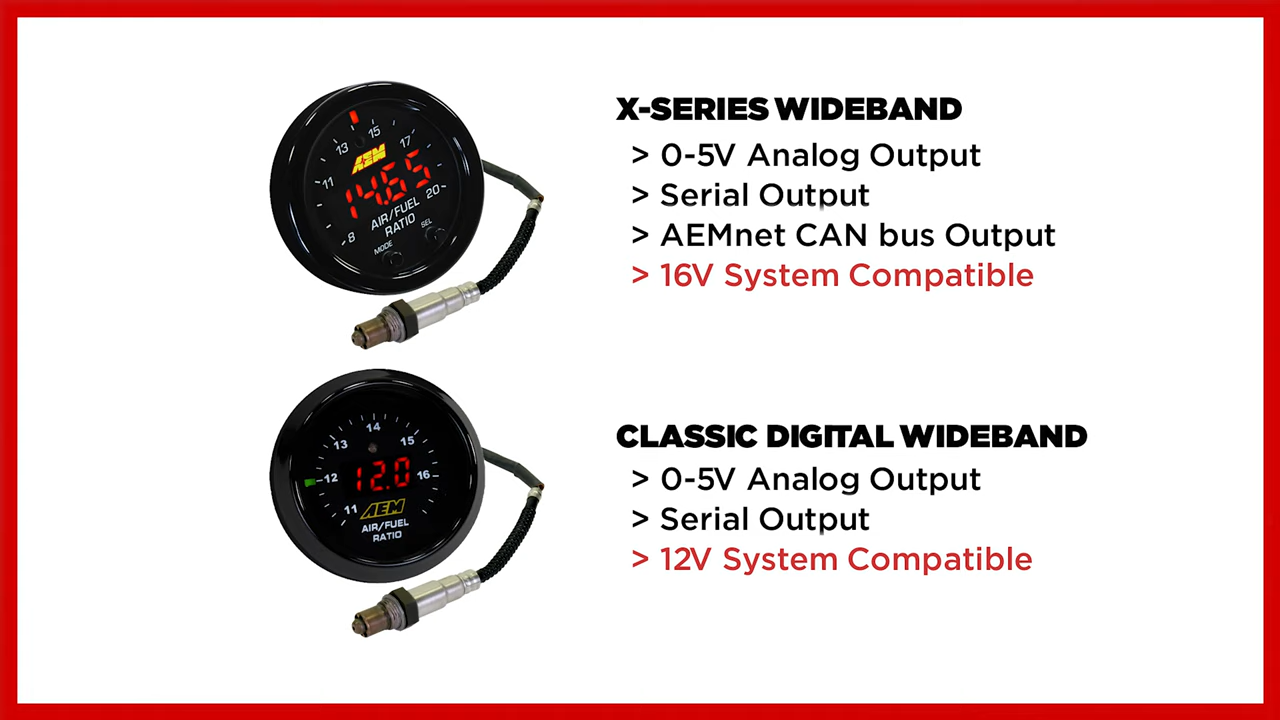 X-SERIES WIDEBAND
> 0-5V Analog Output
> Serial Output
> AEMnet CAN bus Output
> 16V System Compatible
13 15
11 17
AEM
14.65
8 20
AIR/FUEL
RATIO
MODE SEL
CLASSIC DIGITAL WIDEBAND
> 0-5V Analog Output
> Serial Output
> 12V System Compatible
14
13 15
12 12.0 16
11 AEM
AIR/FUEL
RATIO